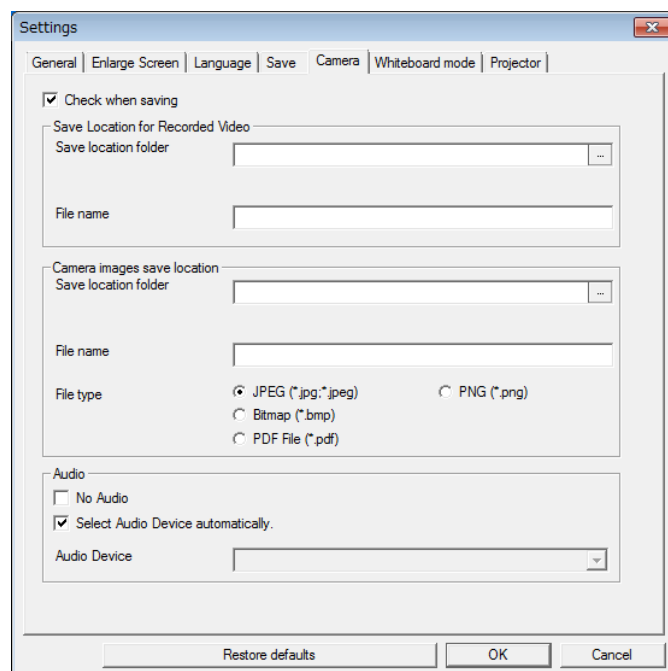 Settings
General Enlarge Screen Language Save Camera Whiteboard mode Projector
Check when saving
Save Location for Recorded Video
Save location folder
...
File name
Camera images save location
Save location folder
...
File name
File type
JPEG (*.jpg;*.jpeg) PNG (*.png)
Bitmap (*.bmp)
PDF File (*.pdf)
Audio
No Audio
Select Audio Device automatically.
Audio Device
Restore defaults OK Cancel